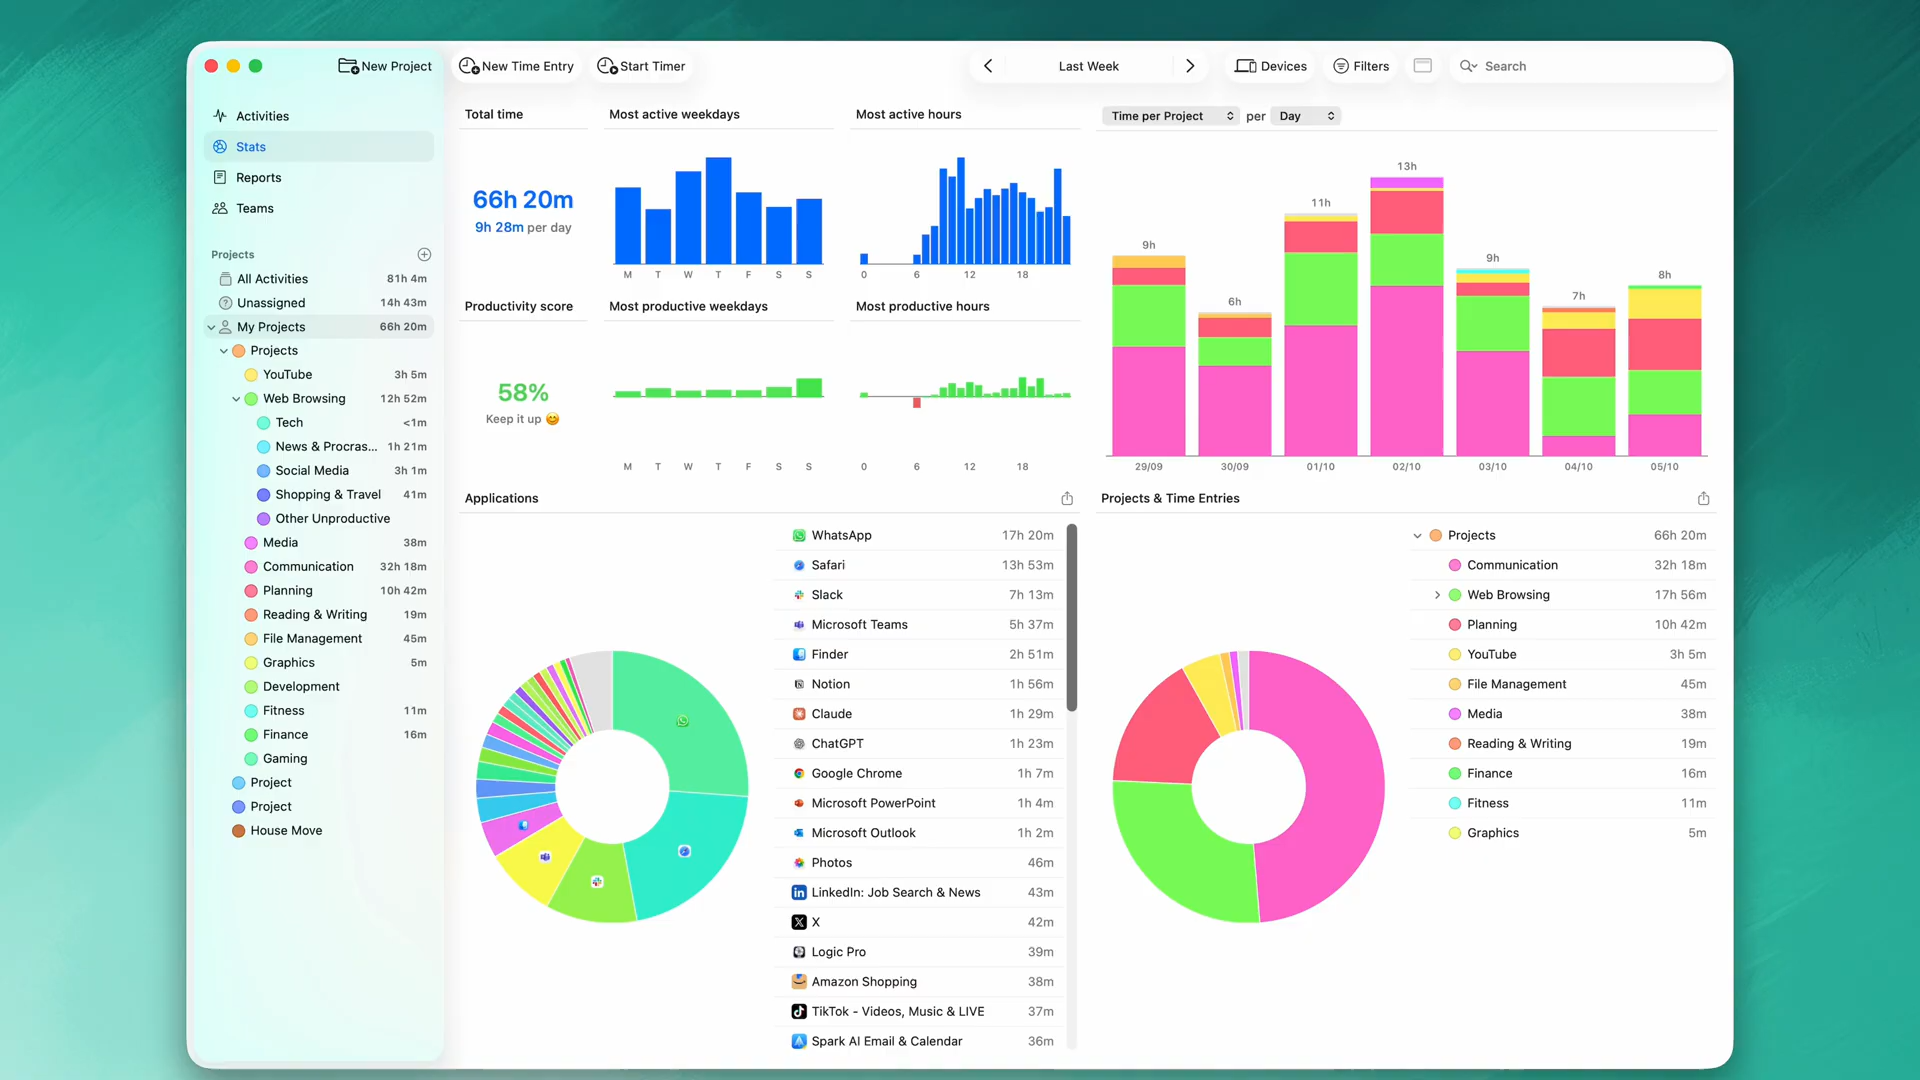 New Project
New Time Entry
Start Timer
Last Week
Devices
Filters
Search
Activities
Stats
Reports
Teams
Projects
All Activities 81h 4m
Unassigned 14h 43m
My Projects 66h 20m
Projects
YouTube 3h 5m
Web Browsing 12h 52m
Tech <1m
News & Procras... 1h 21m
Social Media 3h 1m
Shopping & Travel 41m
Other Unproductive
Media 38m
Communication 32h 18m
Planning 10h 42m
Reading & Writing 19m
File Management 45m
Graphics 5m
Development
Fitness 11m
Finance 16m
Gaming
Project
Project
House Move
Total time
66h 20m
9h 28m per day
Most active weekdays
M T W T F S S
Most active hours
0 6 12 18
Productivity score
58%
Keep it up 😊
Most productive weekdays
M T W T F S S
Most productive hours
0 6 12 18
Time per Project per Day
9h 6h 11h 13h 9h 7h 8h
29/09 30/09 01/10 02/10 03/10 04/10 05/10
Applications
WhatsApp 17h 20m
Safari 13h 53m
Slack 7h 13m
Microsoft Teams 5h 37m
Finder 2h 51m
Notion 1h 56m
Claude 1h 29m
ChatGPT 1h 23m
Google Chrome 1h 7m
Microsoft PowerPoint 1h 4m
Microsoft Outlook 1h 2m
Photos 46m
LinkedIn: Job Search & News 43m
X 42m
Logic Pro 39m
Amazon Shopping 38m
TikTok - Videos, Music & LIVE 37m
Spark AI Email & Calendar 36m
Projects & Time Entries
Projects 66h 20m
Communication 32h 18m
Web Browsing 17h 56m
Planning 10h 42m
YouTube 3h 5m
File Management 45m
Media 38m
Reading & Writing 19m
Finance 16m
Fitness 11m
Graphics 5m